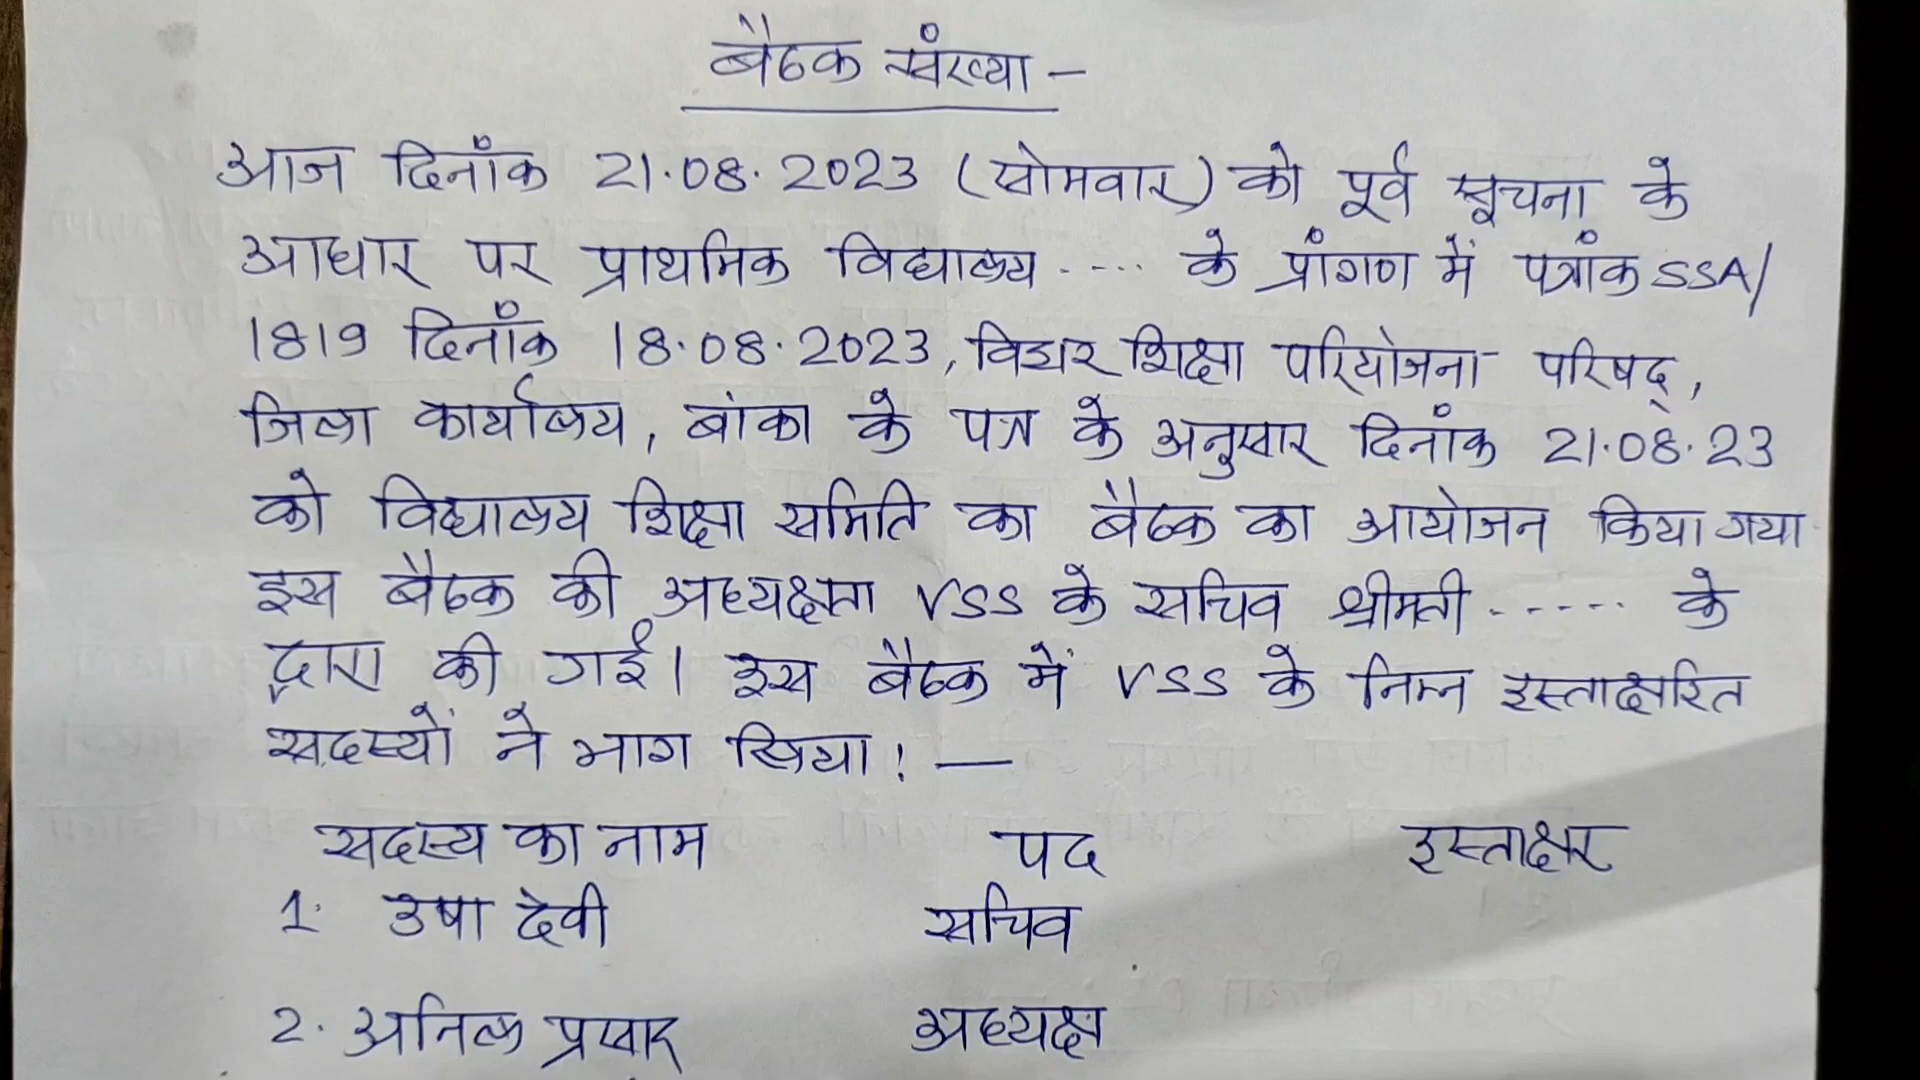 बैठक संख्या -
आज दिनाँक 21.08.2023 (सोमवार) को पूर्व सूचना के
आधार पर प्राथमिक विद्यालय ---- के प्रांगण में पत्रांक SSA/
1819 दिनाँक 18.08.2023, बिहार शिक्षा परियोजना परिषद्,
जिला कार्यालय, बांका के पत्र के अनुसार दिनांक 21.08.23
को विद्यालय शिक्षा समिति का बैठक का आयोजन किया गया
इस बैठक की अध्यक्षता VSS के सचिव श्रीमती ------ के
द्वारा की गई। इस बैठक में VSS के निम्न हस्ताक्षरित
सदस्यों ने भाग लिया! —
सदस्य का नाम पद हस्ताक्षर
1. उषा देवी सचिव
2. अनिल प्रसाद अध्यक्ष